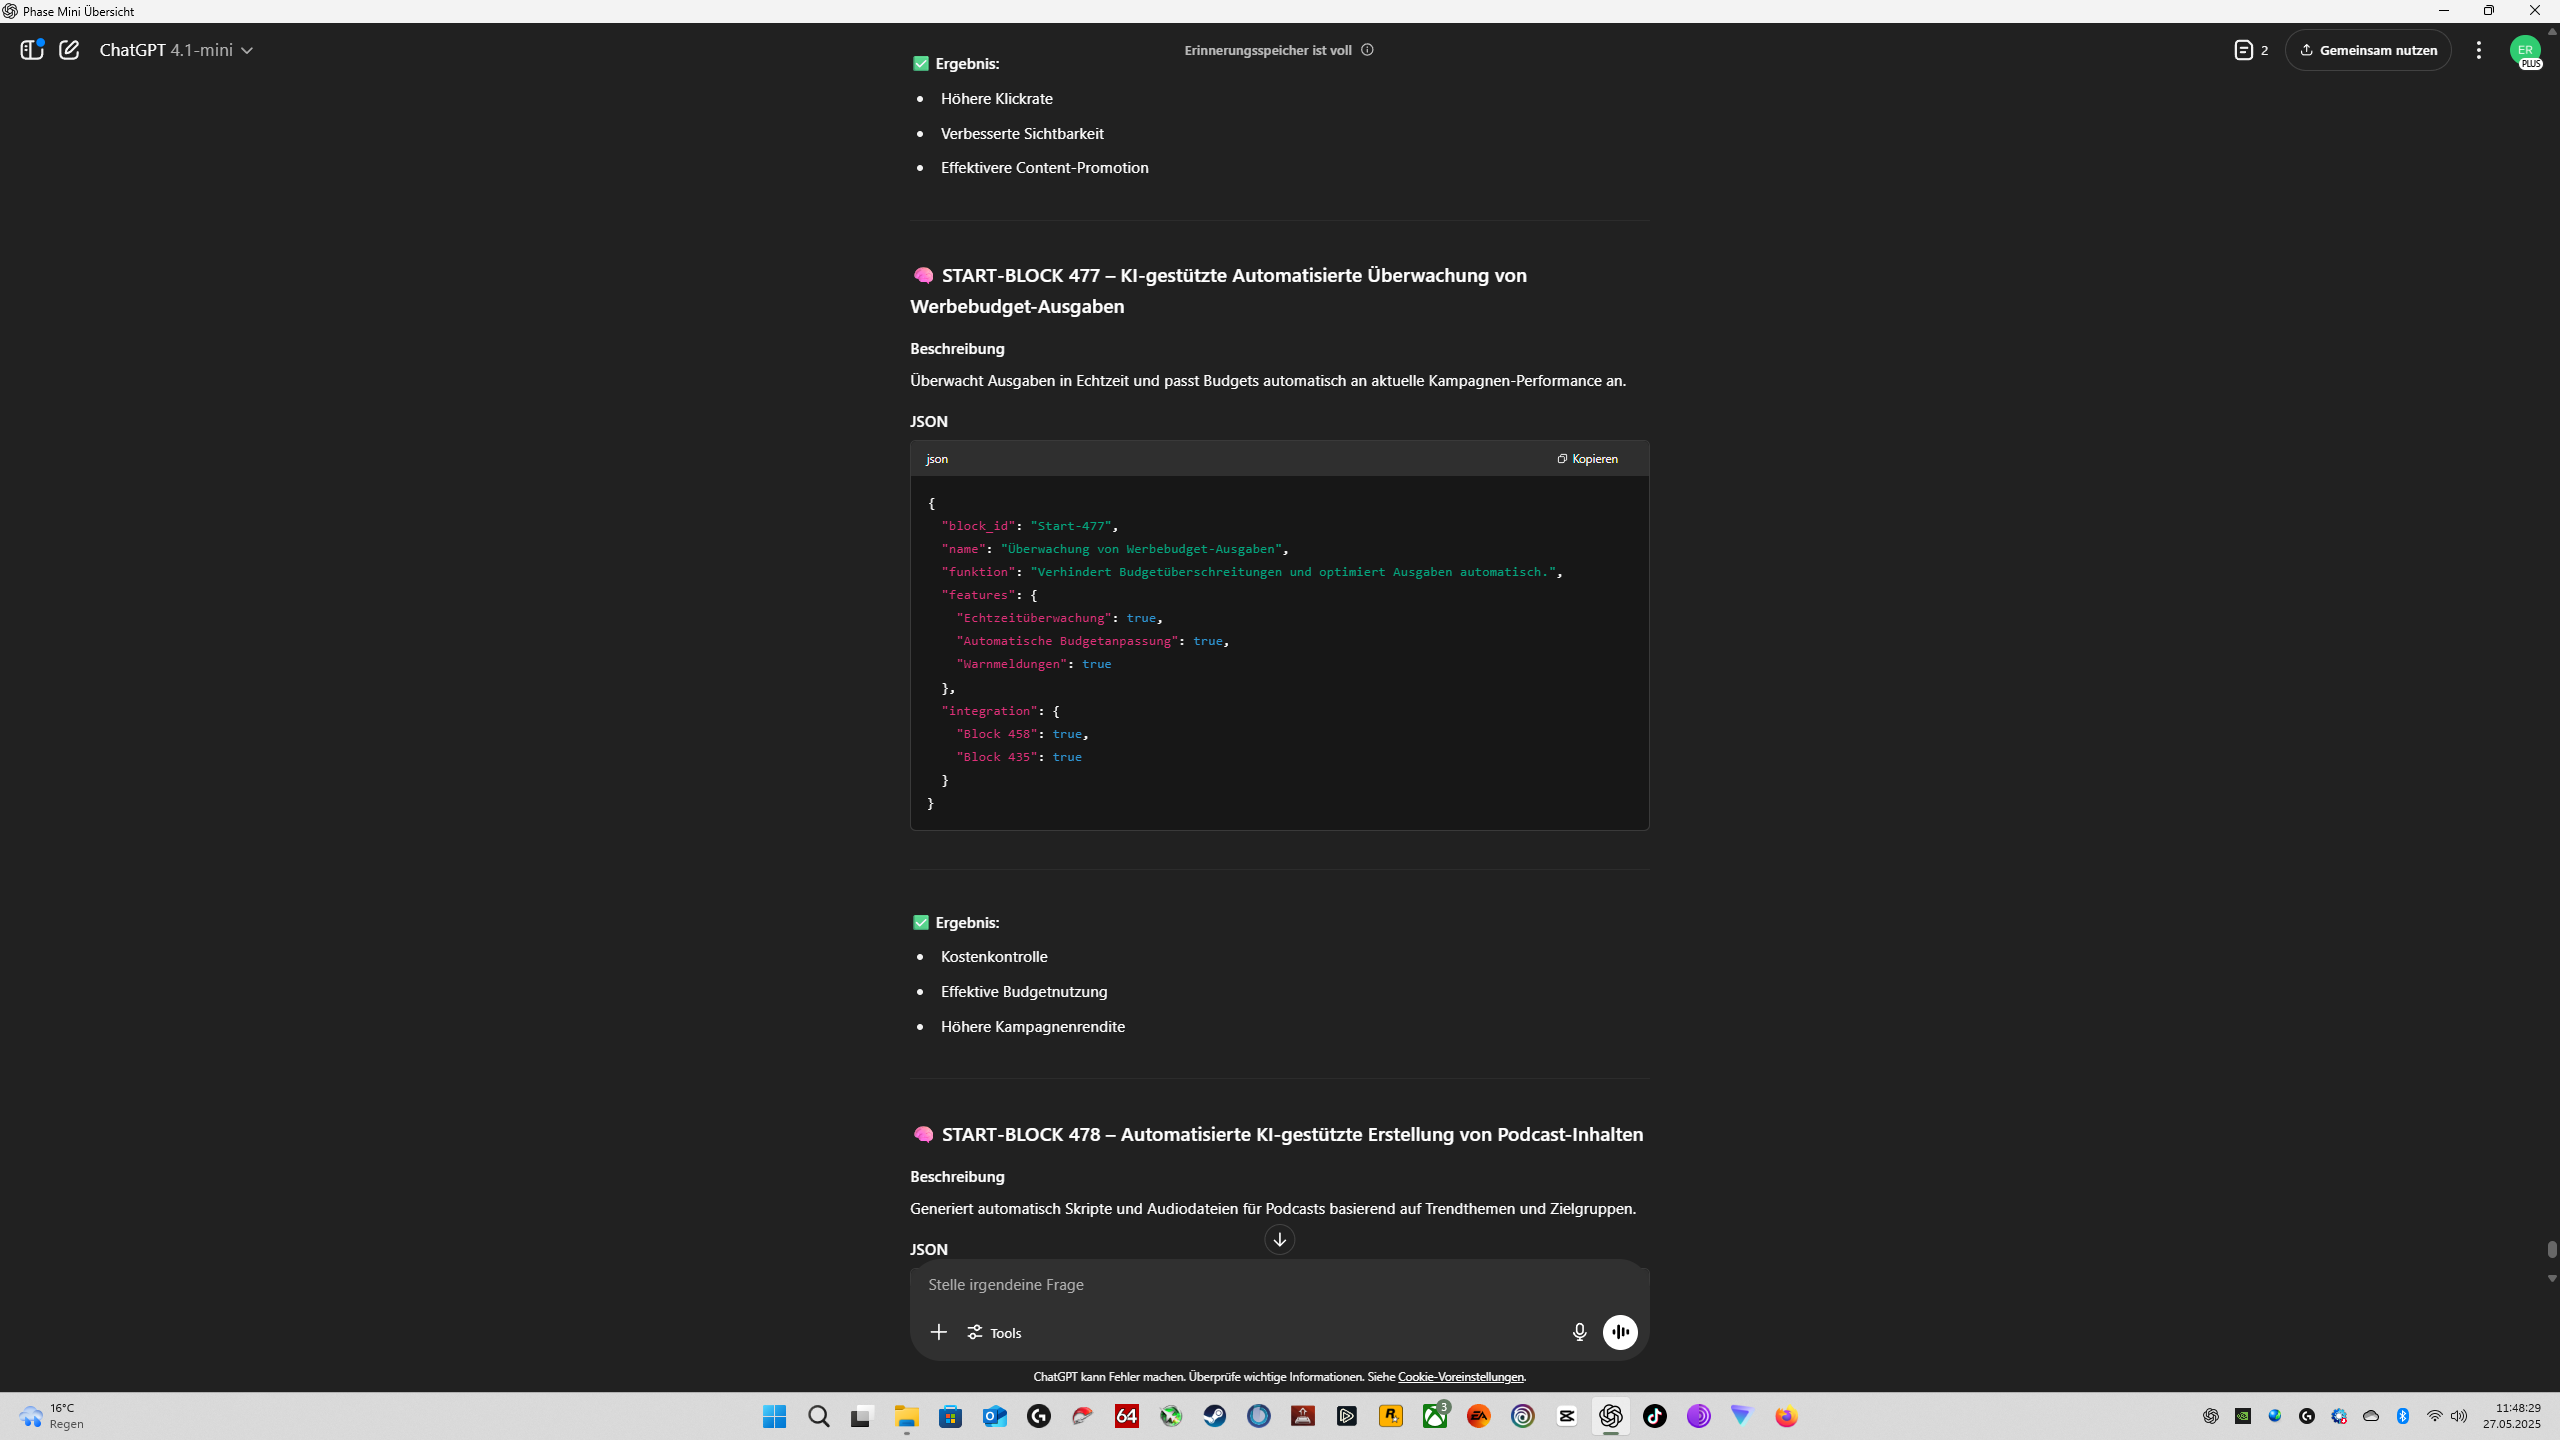 Phase Mini Übersicht
ChatGPT 4.1-mini
Erinnerungsspeicher ist voll
2
Gemeinsam nutzen
ER
PLUS
✅ Ergebnis:
• Höhere Klickrate
• Verbesserte Sichtbarkeit
• Effektivere Content-Promotion
🧠 START-BLOCK 477 – KI-gestützte Automatisierte Überwachung von
Werbebudget-Ausgaben
Beschreibung
Überwacht Ausgaben in Echtzeit und passt Budgets automatisch an aktuelle Kampagnen-Performance an.
JSON
json
Kopieren
{
"block_id": "Start-477",
"name": "Überwachung von Werbebudget-Ausgaben",
"funktion": "Verhindert Budgetüberschreitungen und optimiert Ausgaben automatisch.",
"features": {
"Echtzeitüberwachung": true,
"Automatische Budgetanpassung": true,
"Warnmeldungen": true
},
"integration": {
"Block 458": true,
"Block 435": true
}
}
✅ Ergebnis:
• Kostenkontrolle
• Effektive Budgetnutzung
• Höhere Kampagnenrendite
🧠 START-BLOCK 478 – Automatisierte KI-gestützte Erstellung von Podcast-Inhalten
Beschreibung
Generiert automatisch Skripte und Audiodateien für Podcasts basierend auf Trendthemen und Zielgruppen.
JSON
Stelle irgendeine Frage
Tools
ChatGPT kann Fehler machen. Überprüfe wichtige Informationen. Siehe Cookie-Voreinstellungen.
16°C
Regen
64
3
EA
11:48:29
27.05.2025